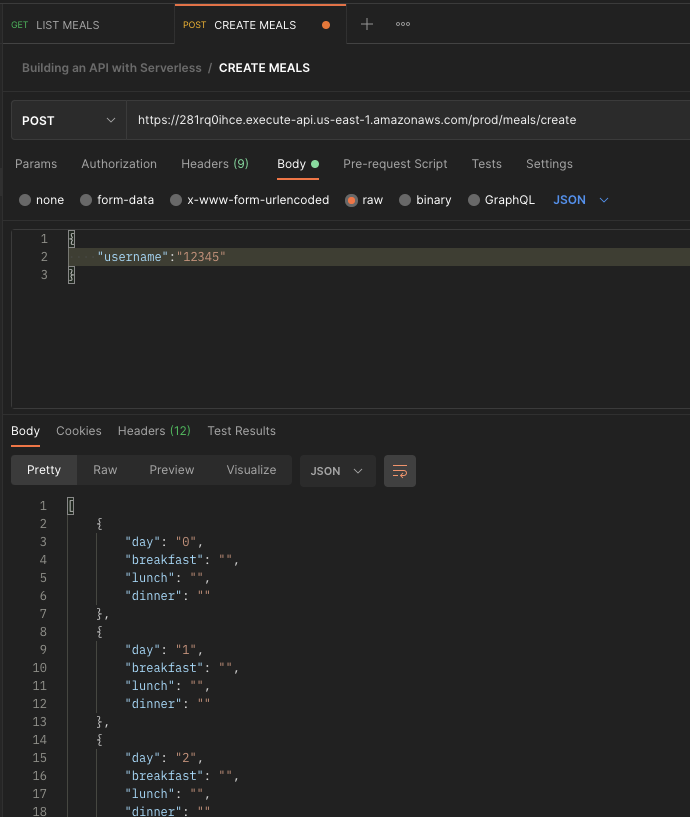 GET LIST MEALS POST CREATE MEALS
Building an API with Serverless / CREATE MEALS
POST https://281rq0ihce.execute-api.us-east-1.amazonaws.com/prod/meals/create
Params Authorization Headers (9) Body Pre-request Script Tests Settings
none form-data x-www-form-urlencoded raw binary GraphQL JSON
1 {
2 "username":"12345"
3 }
Body Cookies Headers (12) Test Results
Pretty Raw Preview Visualize JSON
1 [
2 {
3 "day": "0",
4 "breakfast": "",
5 "lunch": "",
6 "dinner": ""
7 },
8 {
9 "day": "1",
10 "breakfast": "",
11 "lunch": "",
12 "dinner": ""
13 },
14 {
15 "day": "2",
16 "breakfast": "",
17 "lunch": "",
18 "dinner": ""